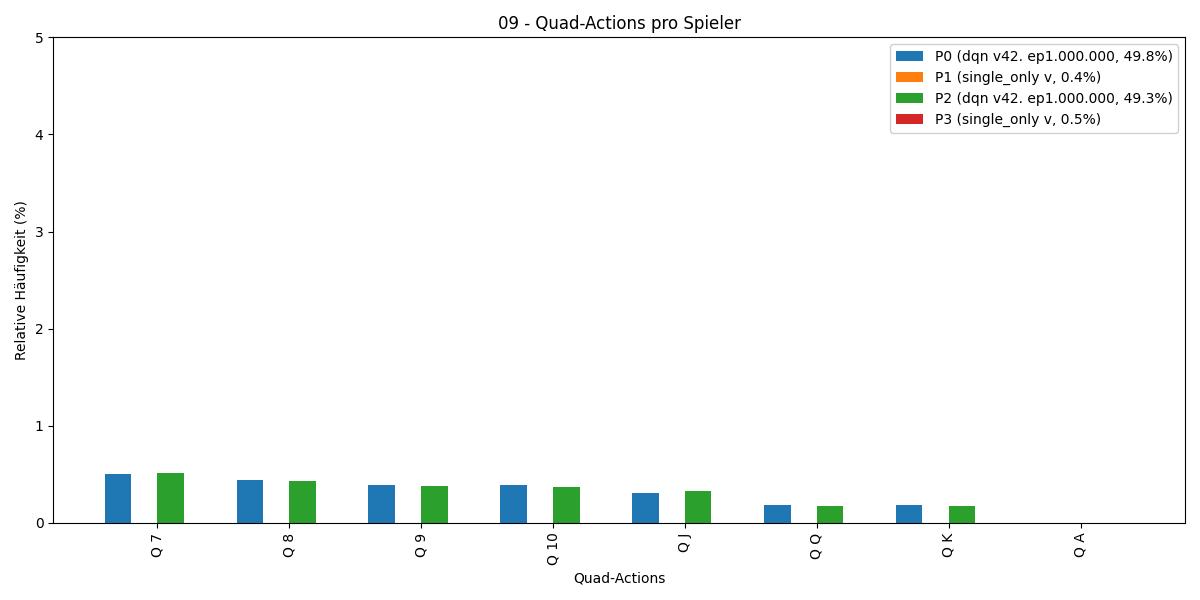 09 - Quad-Actions pro Spieler
P0 (dqn v42. ep1.000.000, 49.8%)
P1 (single_only v, 0.4%)
P2 (dqn v42. ep1.000.000, 49.3%)
P3 (single_only v, 0.5%)
Relative Häufigkeit (%)
5
4
3
2
1
0
Q 7
Q 8
Q 9
Q 10
Q J
Q Q
Q K
Q A
Quad-Actions